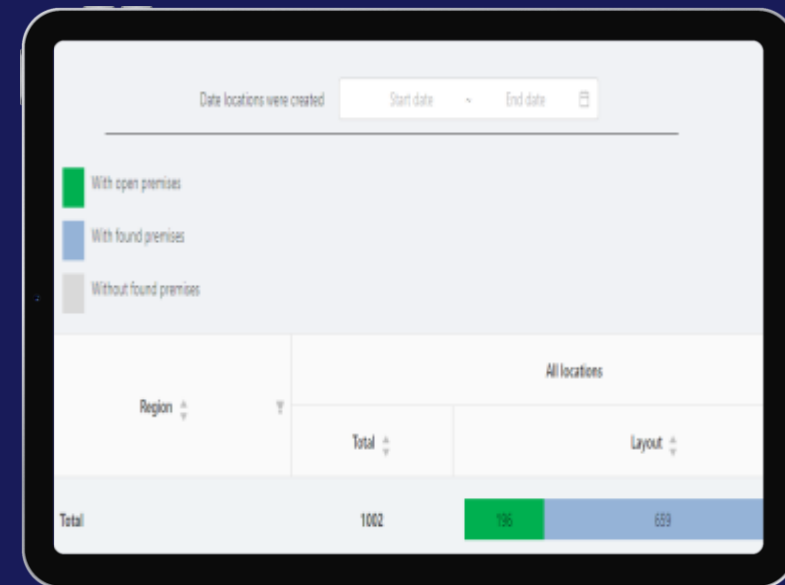 Date locations were created Start date ~ End date
With open premises
With found premises
Without found premises
All locations
Region
Total Layout
Total 1002 196 659